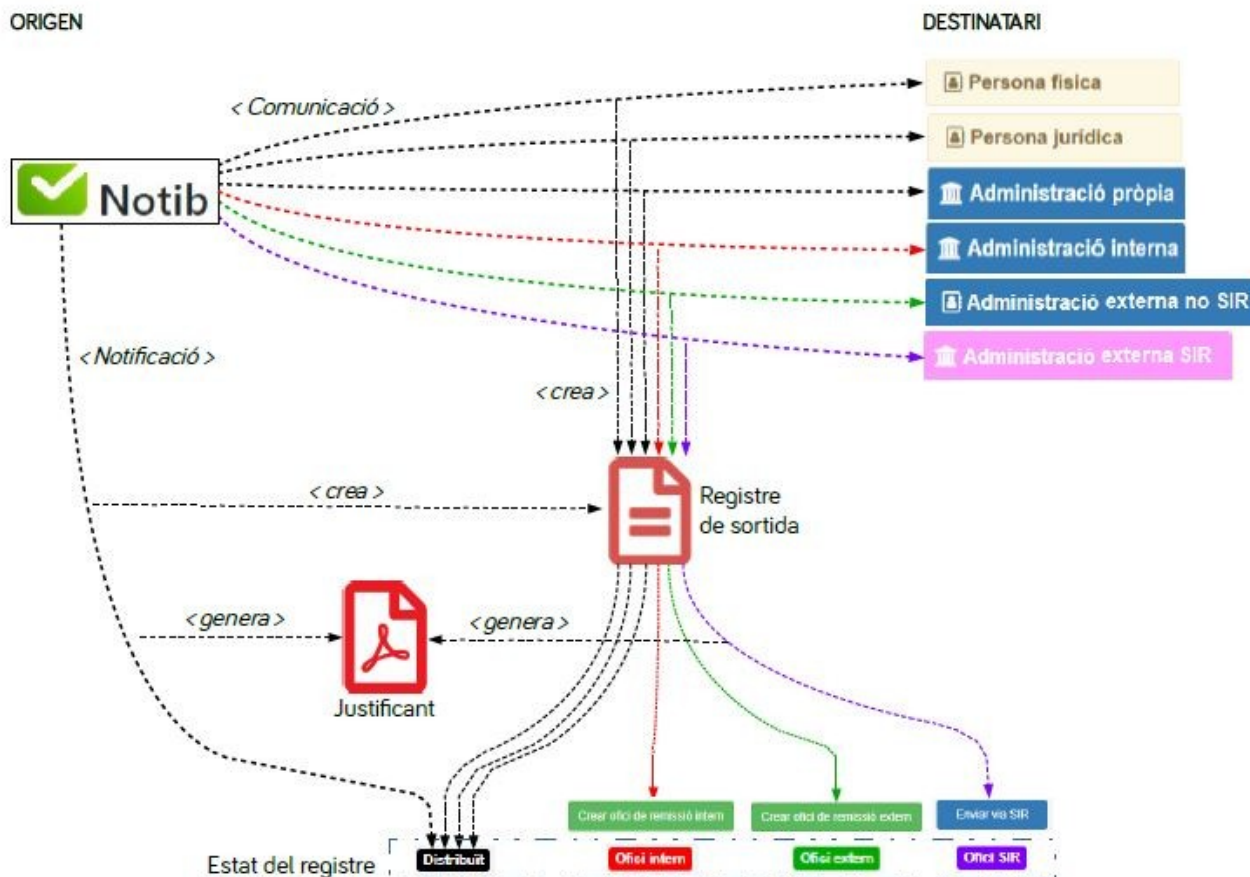 ORIGEN
DESTINATARI
< Comunicació >
Persona física
Persona jurídica
Notib
Administració pròpia
Administració interna
Administració externa no SIR
< Notificació >
Administració externa SIR
< crea >
< crea >
Registre
de sortida
< genera >
< genera >
Justificant
Crear ofici de remissió intern
Crear ofici de remissió extern
Enviar via SIR
Estat del registre
Distribuït
Ofici intern
Ofici extern
Ofici SIR